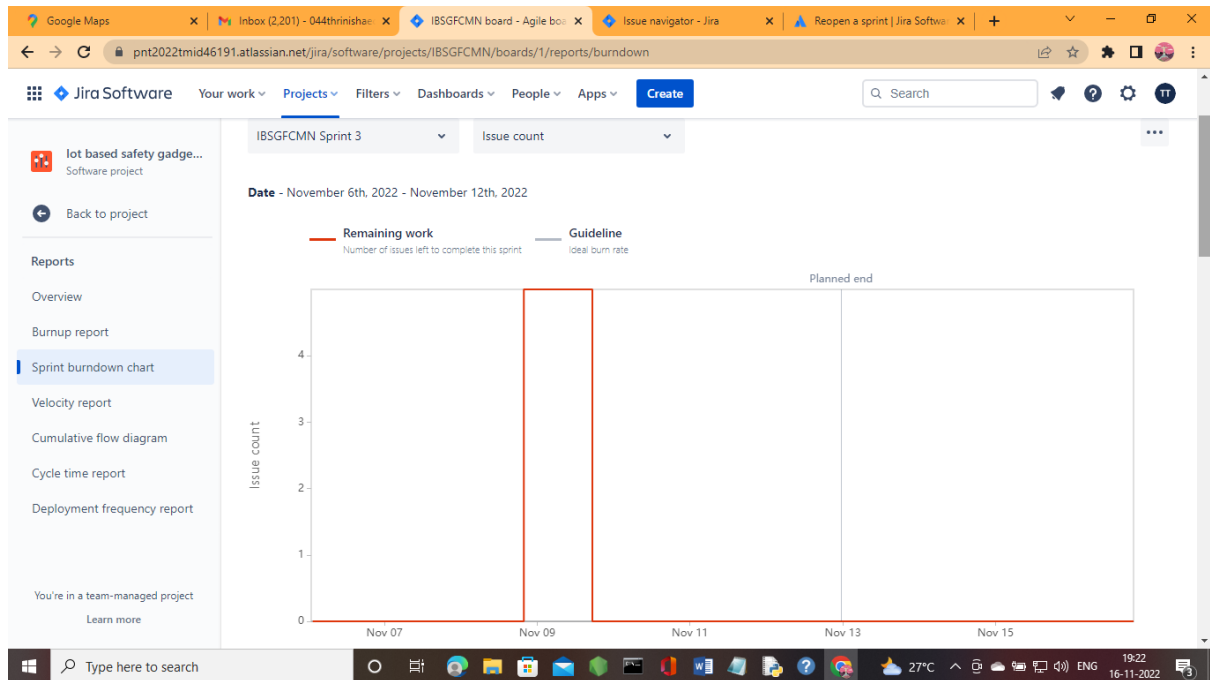 Google Maps
Inbox (2,201) - 044thrinishae
IBSGFCMN board - Agile boa
Issue navigator - Jira
Reopen a sprint | Jira Softwar
pnt2022tmid46191.atlassian.net/jira/software/projects/IBSGFCMN/boards/1/reports/burndown
Jira Software
Your work
Projects
Filters
Dashboards
People
Apps
Create
Search
TT
Iot based safety gadge...
Software project
Back to project
Reports
Overview
Burnup report
Sprint burndown chart
Velocity report
Cumulative flow diagram
Cycle time report
Deployment frequency report
You're in a team-managed project
Learn more
IBSGFCMN Sprint 3
Issue count
Date - November 6th, 2022 - November 12th, 2022
Remaining work
Number of issues left to complete this sprint
Guideline
Ideal burn rate
Planned end
Issue count
4
3
2
1
0
Nov 07
Nov 09
Nov 11
Nov 13
Nov 15
Type here to search
27°C
ENG
19:22
16-11-2022
3